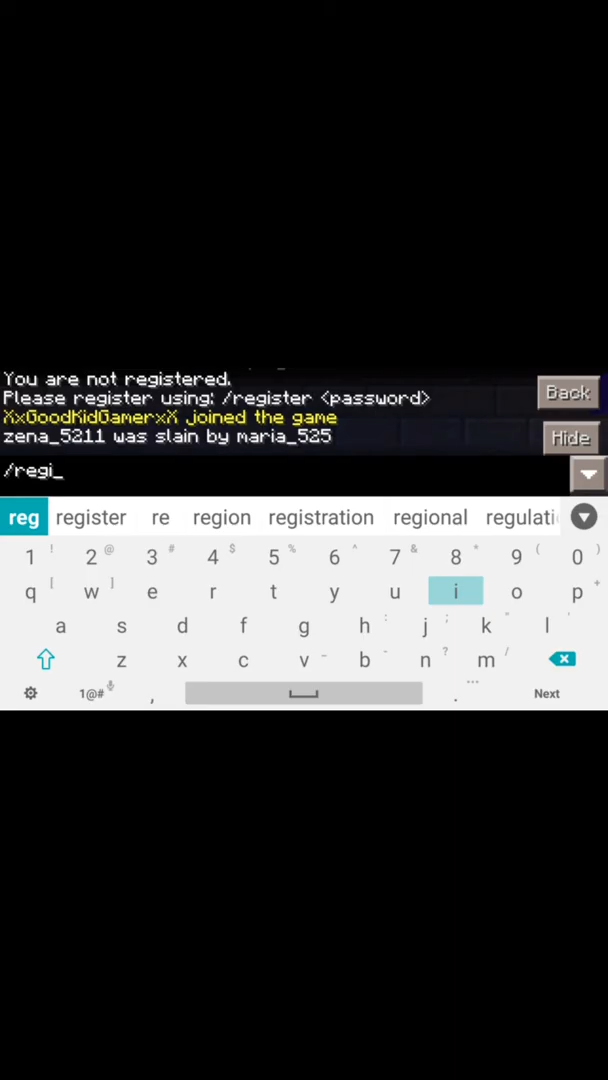 You are not registered.
Please register using: /register <password>
XxGoodKidGamerxX joined the game
zena_5211 was slain by maria_525
Back
Hide
/regi_
reg register re region registration regional regulati
1 ! 2 @ 3 # 4 $ 5 % 6 ^ 7 & 8 * 9 ( 0 )
q [ w ] e r t y u i o p +
a s d f g h : j ; k " l '
z x c v _ b - n ? m /
1@# , . ... Next